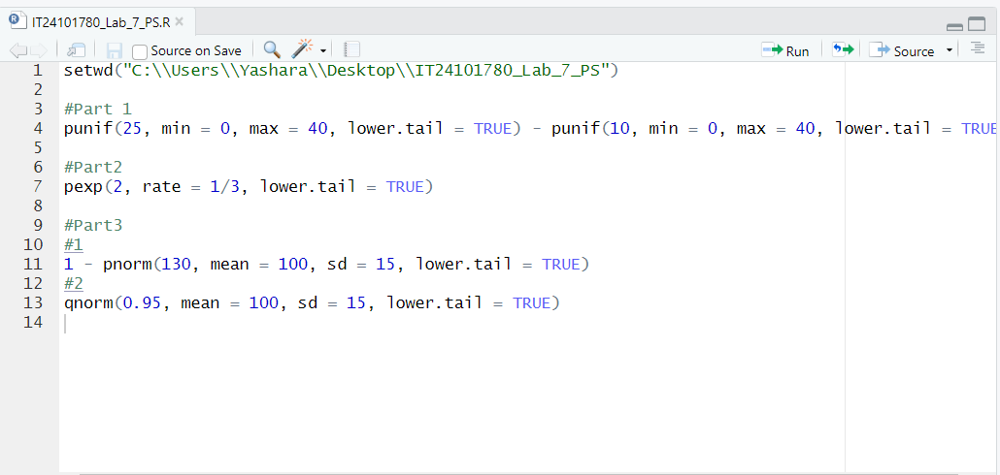 IT24101780_Lab_7_PS.R
Source on Save
Run
Source
1 setwd("C:\\Users\\Yashara\\Desktop\\IT24101780_Lab_7_PS")
2
3 #Part 1
4 punif(25, min = 0, max = 40, lower.tail = TRUE) - punif(10, min = 0, max = 40, lower.tail = TRUE
5
6 #Part2
7 pexp(2, rate = 1/3, lower.tail = TRUE)
8
9 #Part3
10 #1
11 1 - pnorm(130, mean = 100, sd = 15, lower.tail = TRUE)
12 #2
13 qnorm(0.95, mean = 100, sd = 15, lower.tail = TRUE)
14